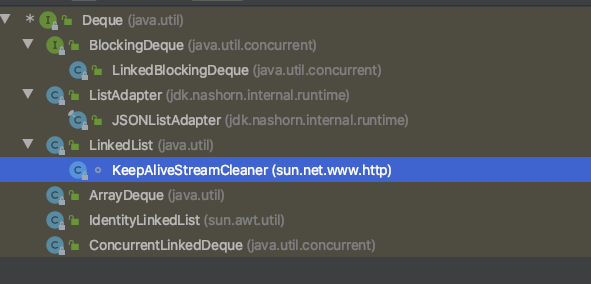 * Deque (java.util)
BlockingDeque (java.util.concurrent)
LinkedBlockingDeque (java.util.concurrent)
ListAdapter (jdk.nashorn.internal.runtime)
JSONListAdapter (jdk.nashorn.internal.runtime)
LinkedList (java.util)
KeepAliveStreamCleaner (sun.net.www.http)
ArrayDeque (java.util)
IdentityLinkedList (sun.awt.util)
ConcurrentLinkedDeque (java.util.concurrent)